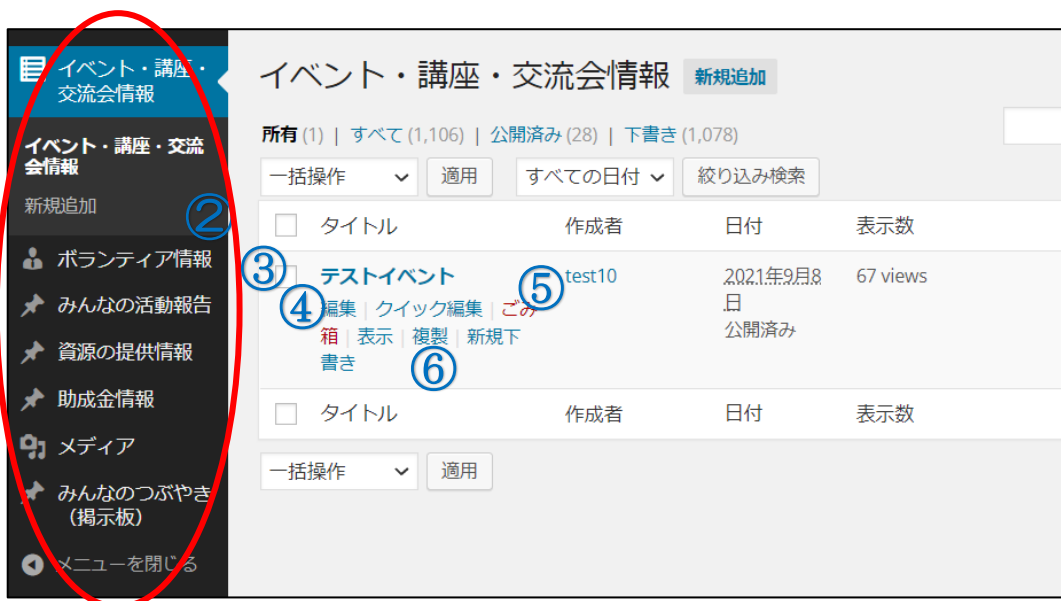 イベント・講座・
交流会情報
イベント・講座・交流
会情報
新規追加
②
ボランティア情報
みんなの活動報告
資源の提供情報
助成金情報
メディア
みんなのつぶやき
（掲示板）
メニューを閉じる
イベント・講座・交流会情報 新規追加
所有 (1) | すべて (1,106) | 公開済み (28) | 下書き (1,078)
一括操作 適用 すべての日付 絞り込み検索
タイトル 作成者 日付 表示数
③ テストイベント ⑤ test10 2021年9月8 67 views
日
④ 編集 | クイック編集 | ごみ
公開済み
箱 | 表示 | 複製 | 新規下
書き ⑥
タイトル 作成者 日付 表示数
一括操作 適用